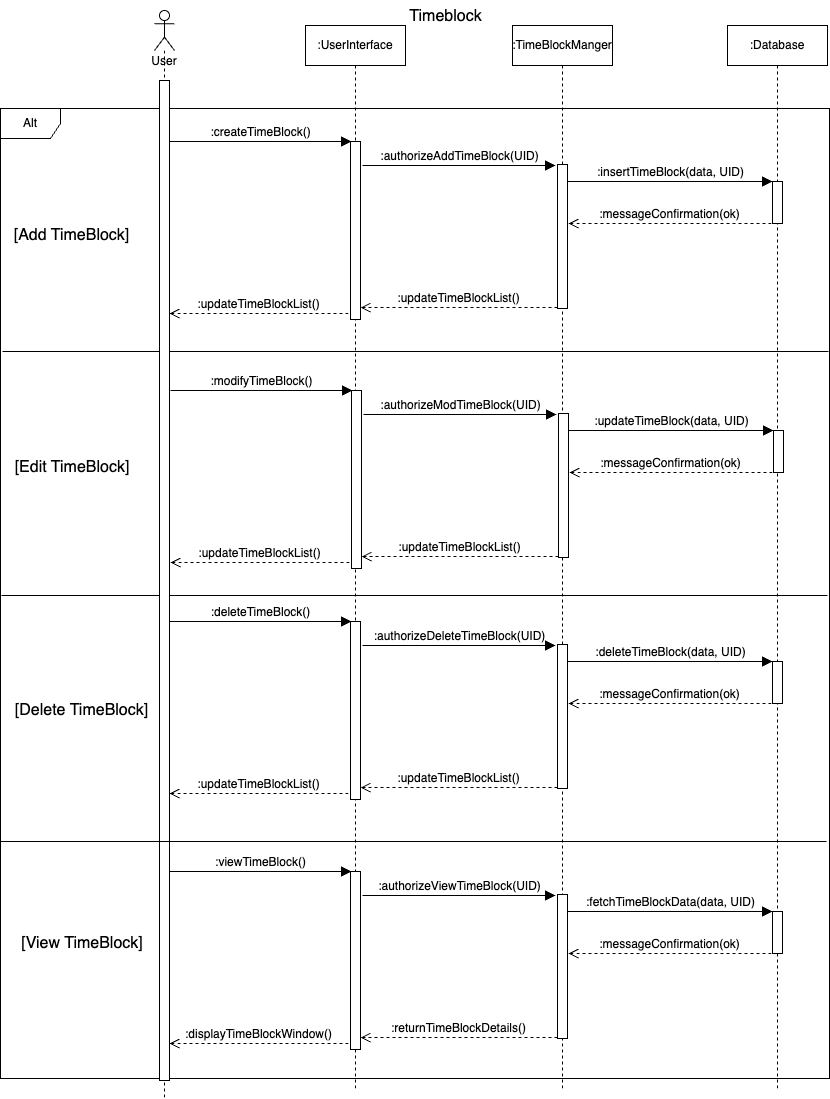 Timeblock
User
:UserInterface
:TimeBlockManger
:Database
Alt
:createTimeBlock()
:authorizeAddTimeBlock(UID)
:insertTimeBlock(data, UID)
:messageConfirmation(ok)
[Add TimeBlock]
:updateTimeBlockList()
:updateTimeBlockList()
:modifyTimeBlock()
:authorizeModTimeBlock(UID)
:updateTimeBlock(data, UID)
:messageConfirmation(ok)
[Edit TimeBlock]
:updateTimeBlockList()
:updateTimeBlockList()
:deleteTimeBlock()
:authorizeDeleteTimeBlock(UID)
:deleteTimeBlock(data, UID)
:messageConfirmation(ok)
[Delete TimeBlock]
:updateTimeBlockList()
:updateTimeBlockList()
:viewTimeBlock()
:authorizeViewTimeBlock(UID)
:fetchTimeBlockData(data, UID)
:messageConfirmation(ok)
[View TimeBlock]
:returnTimeBlockDetails()
:displayTimeBlockWindow()